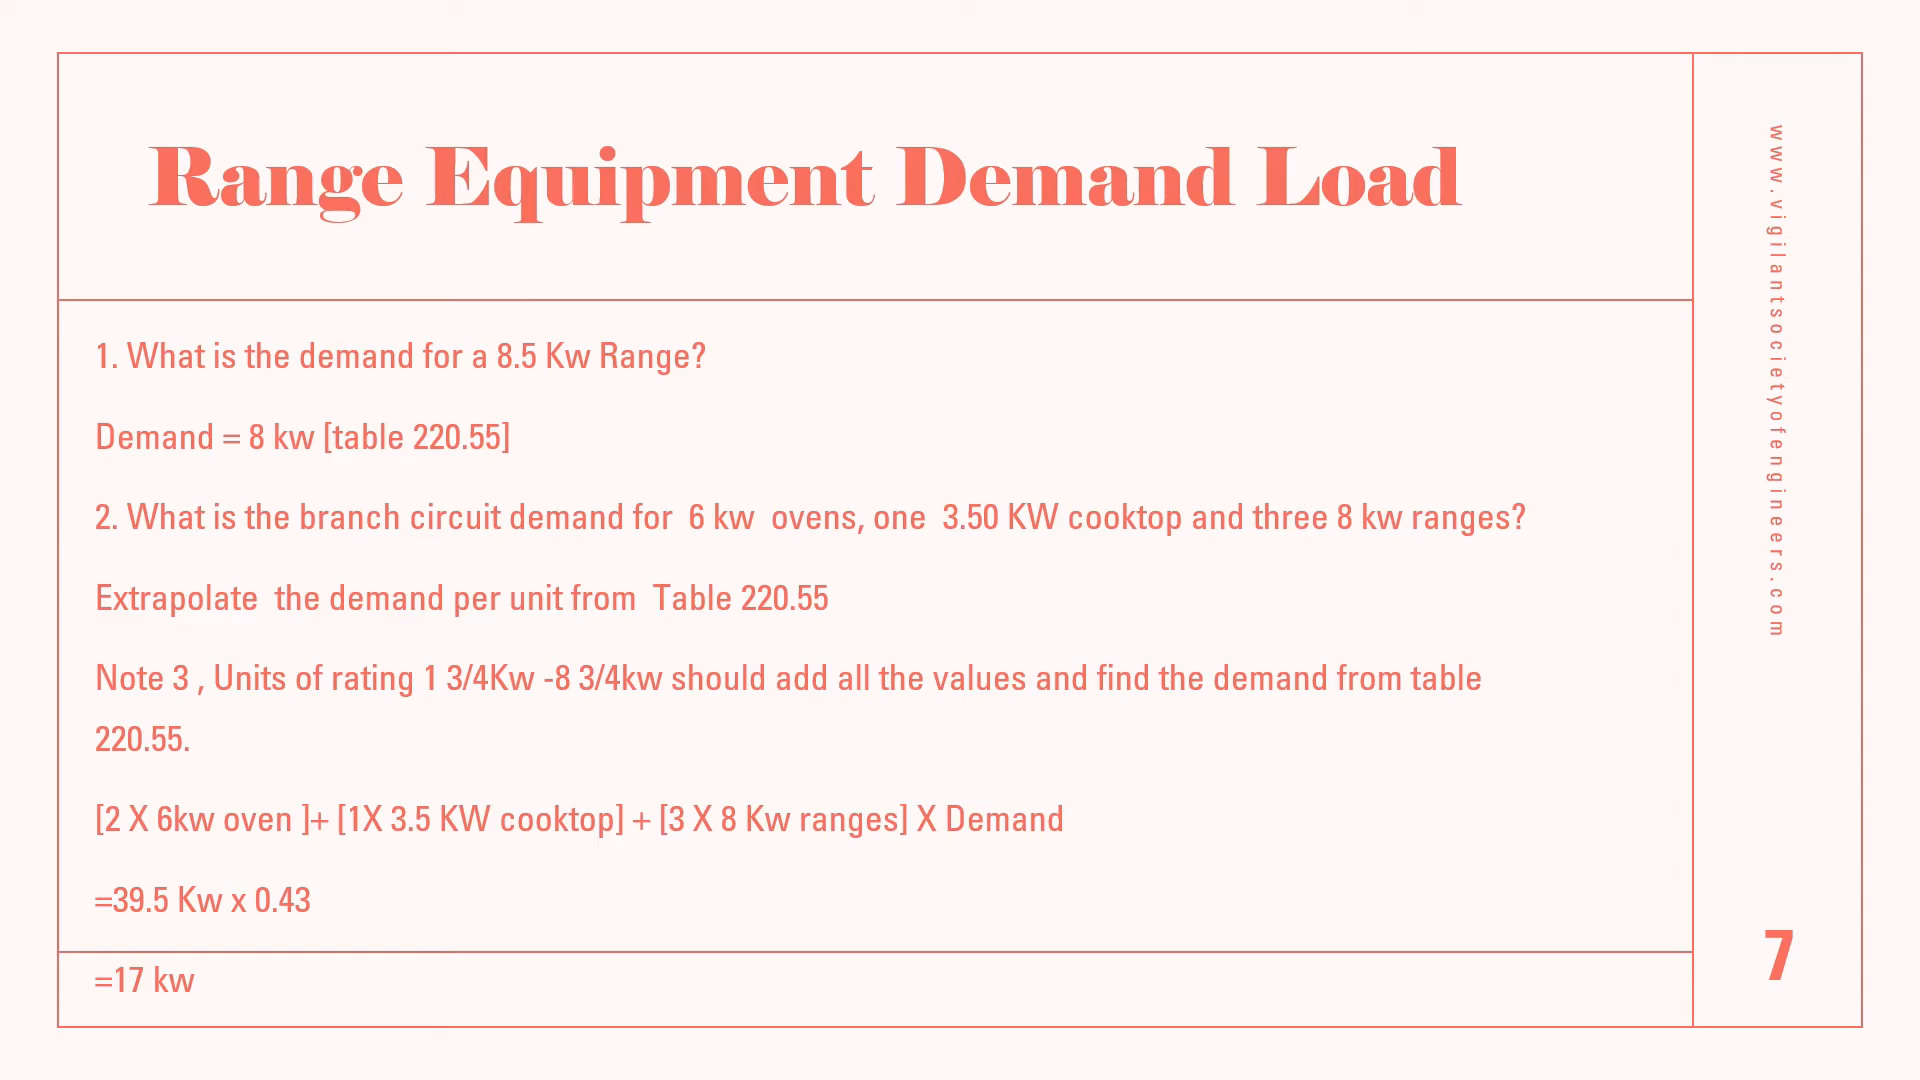 Range Equipment Demand Load
1. What is the demand for a 8.5 Kw Range?
Demand = 8 kw [table 220.55]
2. What is the branch circuit demand for 6 kw ovens, one 3.50 KW cooktop and three 8 kw ranges?
Extrapolate the demand per unit from Table 220.55
Note 3 , Units of rating 1 3/4Kw -8 3/4kw should add all the values and find the demand from table
220.55.
[2 X 6kw oven ]+ [1X 3.5 KW cooktop] + [3 X 8 Kw ranges] X Demand
=39.5 Kw x 0.43
=17 kw
www.vigilantsocietyofengineers.com
7